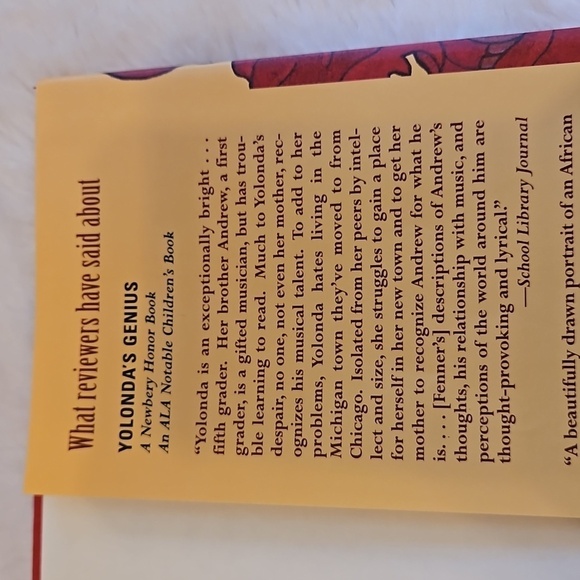 What reviewers have said about
YOLONDA'S GENIUS
A Newbery Honor Book
An ALA Notable Children's Book
“Yolonda is an exceptionally bright . . .
fifth grader. Her brother Andrew, a first
grader, is a gifted musician, but has trou-
ble learning to read. Much to Yolonda's
despair, no one, not even her mother, rec-
ognizes his musical talent. To add to her
problems, Yolonda hates living in the
Michigan town they've moved to from
Chicago. Isolated from her peers by intel-
lect and size, she struggles to gain a place
for herself in her new town and to get her
mother to recognize Andrew for what he
is. . . . [Fenner's] descriptions of Andrew's
thoughts, his relationship with music, and
perceptions of the world around him are
thought-provoking and lyrical.”
—School Library Journal
“A beautifully drawn portrait of an African